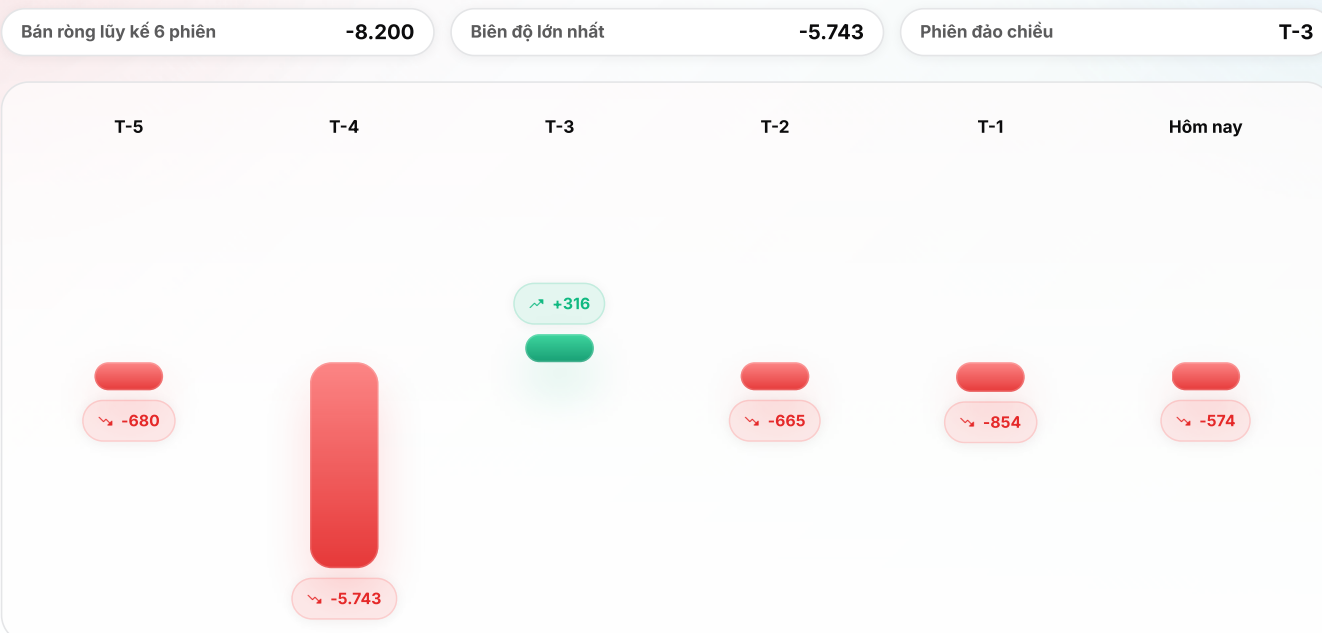 Bán ròng lũy kế 6 phiên -8.200
Biên độ lớn nhất -5.743
Phiên đảo chiều T-3
T-5 T-4 T-3 T-2 T-1 Hôm nay
+316
-680 -665 -854 -574
-5.743